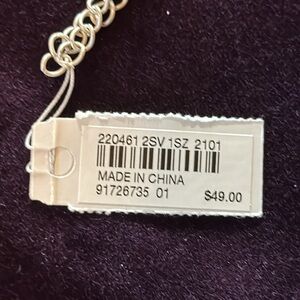 220461 2SV 1SZ 2101
MADE IN CHINA
91726735 01 $49.00